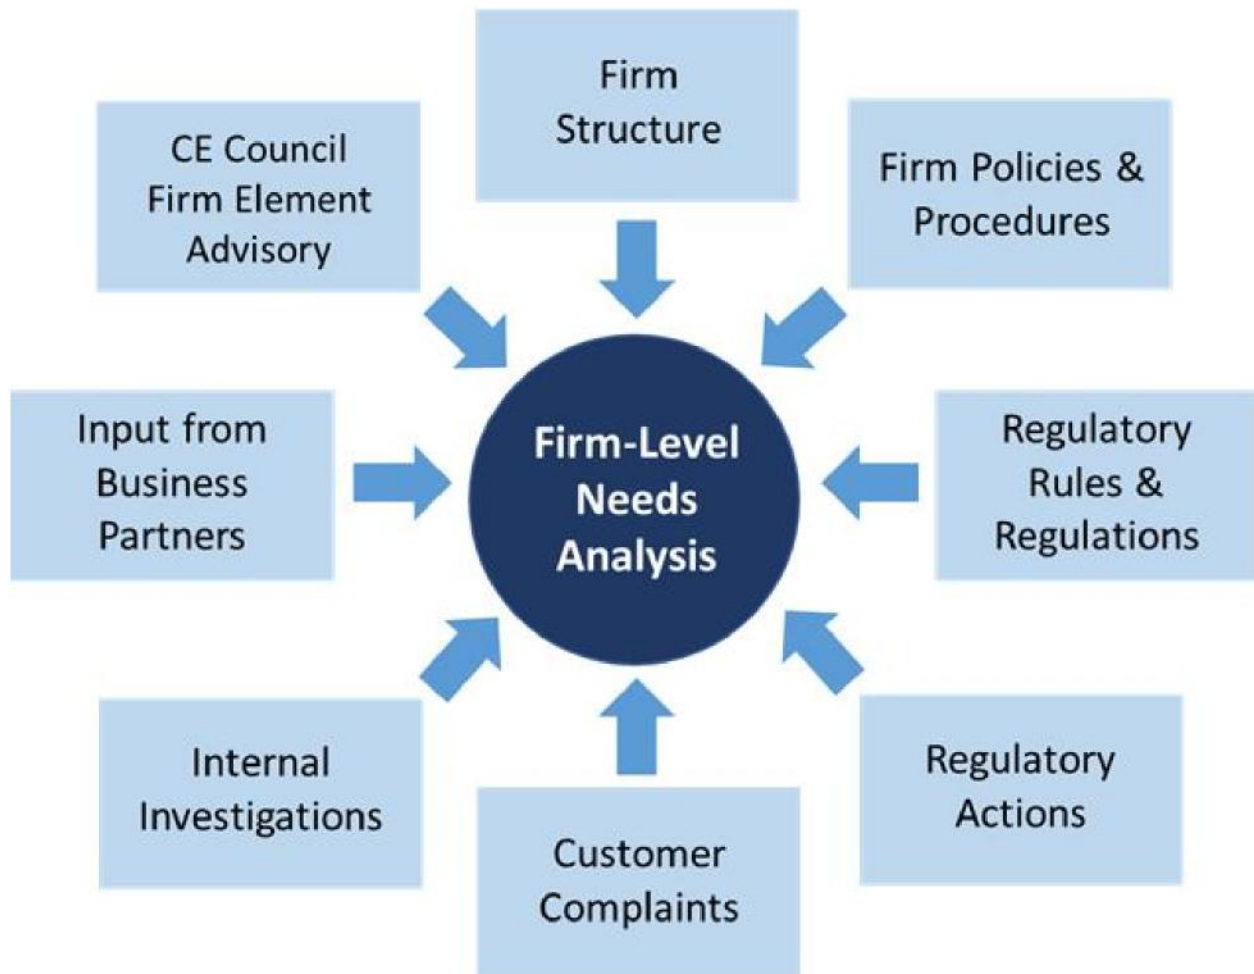 Firm
Structure
CE Council
Firm Element
Advisory
Firm Policies &
Procedures
Input from
Business
Partners
Firm-Level
Needs
Analysis
Regulatory
Rules &
Regulations
Internal
Investigations
Customer
Complaints
Regulatory
Actions